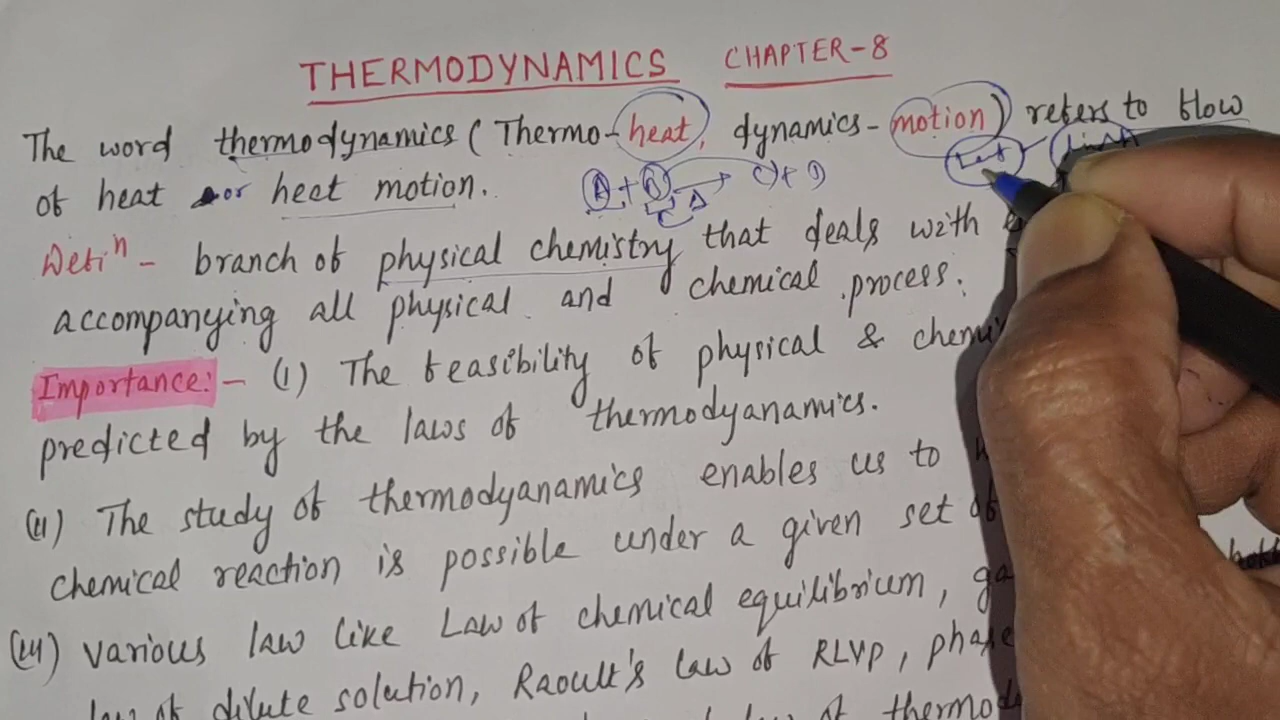 THERMODYNAMICS CHAPTER-8
The word thermodynamics (Thermo-heat, dynamics-motion) refers to flow
of heat or heat motion.
A + B → C + D
Defiⁿ - branch of physical chemistry that deals with
accompanying all physical and chemical process.
Importance:- (i) The feasibility of physical &
predicted by the laws of thermodyanamics.
(ii) The study of thermodyanamics enables us to
chemical reaction is possible under a given set of
(iii) various law like Law of chemical equilibrium,
law of dilute solution, Raoult's law of RLVP,
law of